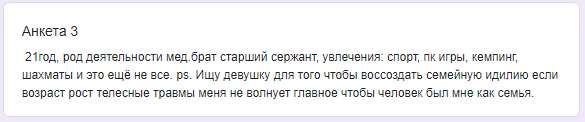 Анкета 3
21год, род деятельности мед.брат старший сержант, увлечения: спорт, пк игры, кемпинг,
шахматы и это ещё не все. ps. Ищу девушку для того чтобы воссоздать семейную идилию если
возраст рост телесные травмы меня не волнует главное чтобы человек был мне как семья.